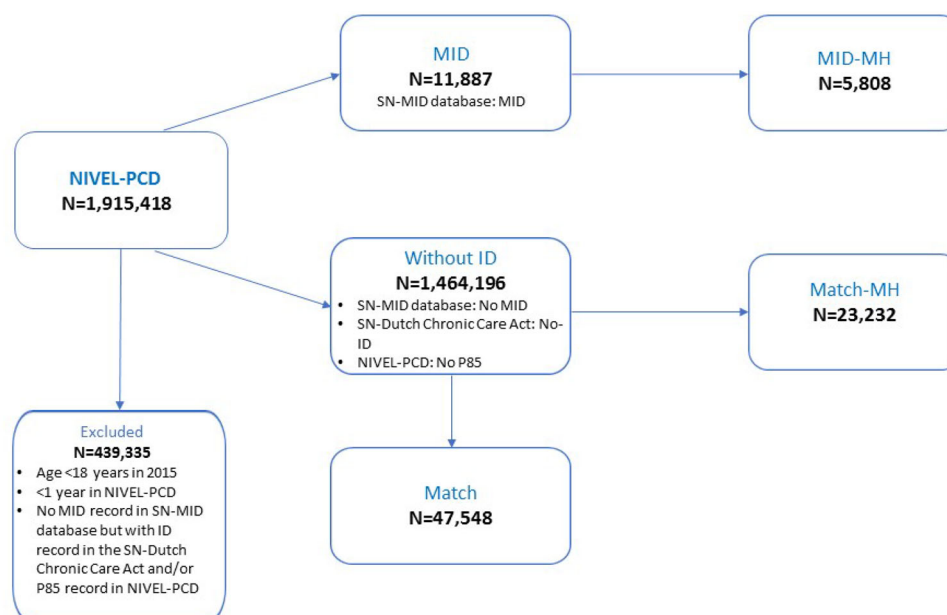 MID
N=11,887
SN-MID database: MID
MID-MH
N=5,808
NIVEL-PCD
N=1,915,418
Without ID
N=1,464,196
• SN-MID database: No MID
• SN-Dutch Chronic Care Act: No-
ID
• NIVEL-PCD: No P85
Match-MH
N=23,232
Excluded
N=439,335
• Age <18 years in 2015
• <1 year in NIVEL-PCD
• No MID record in SN-MID
database but with ID
record in the SN-Dutch
Chronic Care Act and/or
P85 record in NIVEL-PCD
Match
N=47,548